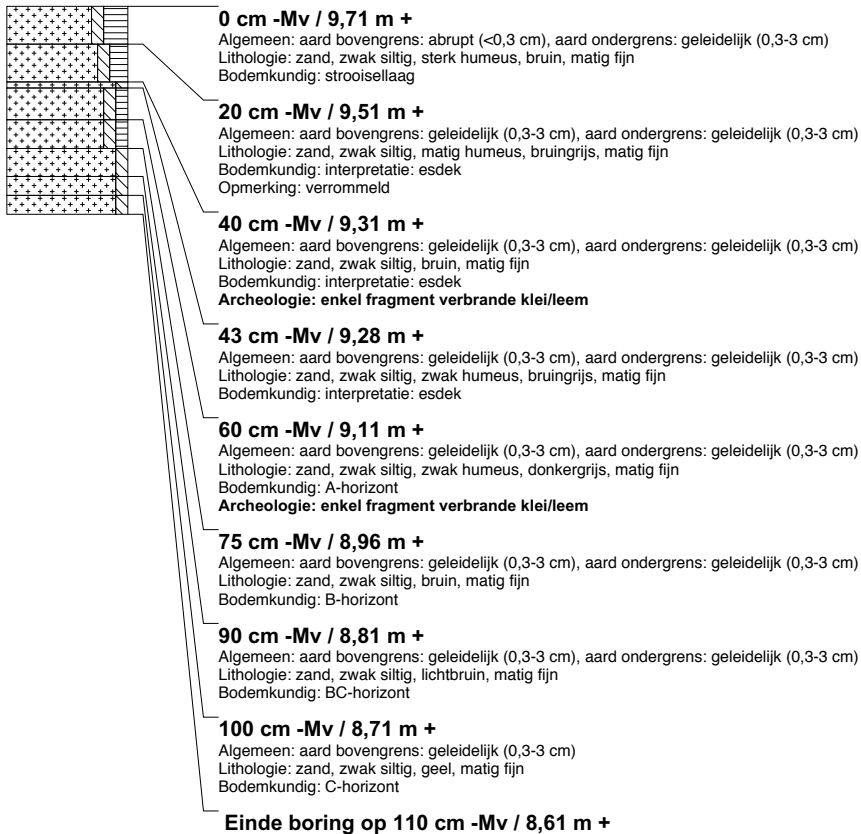 0 cm -Mv / 9,71 m +
Algemeen: aard bovengrens: abrupt (<0,3 cm), aard ondergrens: geleidelijk (0,3-3 cm)
Lithologie: zand, zwak siltig, sterk humeus, bruin, matig fijn
Bodemkundig: strooisellaag
20 cm -Mv / 9,51 m +
Algemeen: aard bovengrens: geleidelijk (0,3-3 cm), aard ondergrens: geleidelijk (0,3-3 cm)
Lithologie: zand, zwak siltig, matig humeus, bruingrijs, matig fijn
Bodemkundig: interpretatie: esdek
Opmerking: verrommeld
40 cm -Mv / 9,31 m +
Algemeen: aard bovengrens: geleidelijk (0,3-3 cm), aard ondergrens: geleidelijk (0,3-3 cm)
Lithologie: zand, zwak siltig, bruin, matig fijn
Bodemkundig: interpretatie: esdek
Archeologie: enkel fragment verbrande klei/leem
43 cm -Mv / 9,28 m +
Algemeen: aard bovengrens: geleidelijk (0,3-3 cm), aard ondergrens: geleidelijk (0,3-3 cm)
Lithologie: zand, zwak siltig, zwak humeus, bruingrijs, matig fijn
Bodemkundig: interpretatie: esdek
60 cm -Mv / 9,11 m +
Algemeen: aard bovengrens: geleidelijk (0,3-3 cm), aard ondergrens: geleidelijk (0,3-3 cm)
Lithologie: zand, zwak siltig, zwak humeus, donkergrijs, matig fijn
Bodemkundig: A-horizont
Archeologie: enkel fragment verbrande klei/leem
75 cm -Mv / 8,96 m +
Algemeen: aard bovengrens: geleidelijk (0,3-3 cm), aard ondergrens: geleidelijk (0,3-3 cm)
Lithologie: zand, zwak siltig, bruin, matig fijn
Bodemkundig: B-horizont
90 cm -Mv / 8,81 m +
Algemeen: aard bovengrens: geleidelijk (0,3-3 cm), aard ondergrens: geleidelijk (0,3-3 cm)
Lithologie: zand, zwak siltig, lichtbruin, matig fijn
Bodemkundig: BC-horizont
100 cm -Mv / 8,71 m +
Algemeen: aard bovengrens: geleidelijk (0,3-3 cm)
Lithologie: zand, zwak siltig, geel, matig fijn
Bodemkundig: C-horizont
Einde boring op 110 cm -Mv / 8,61 m +